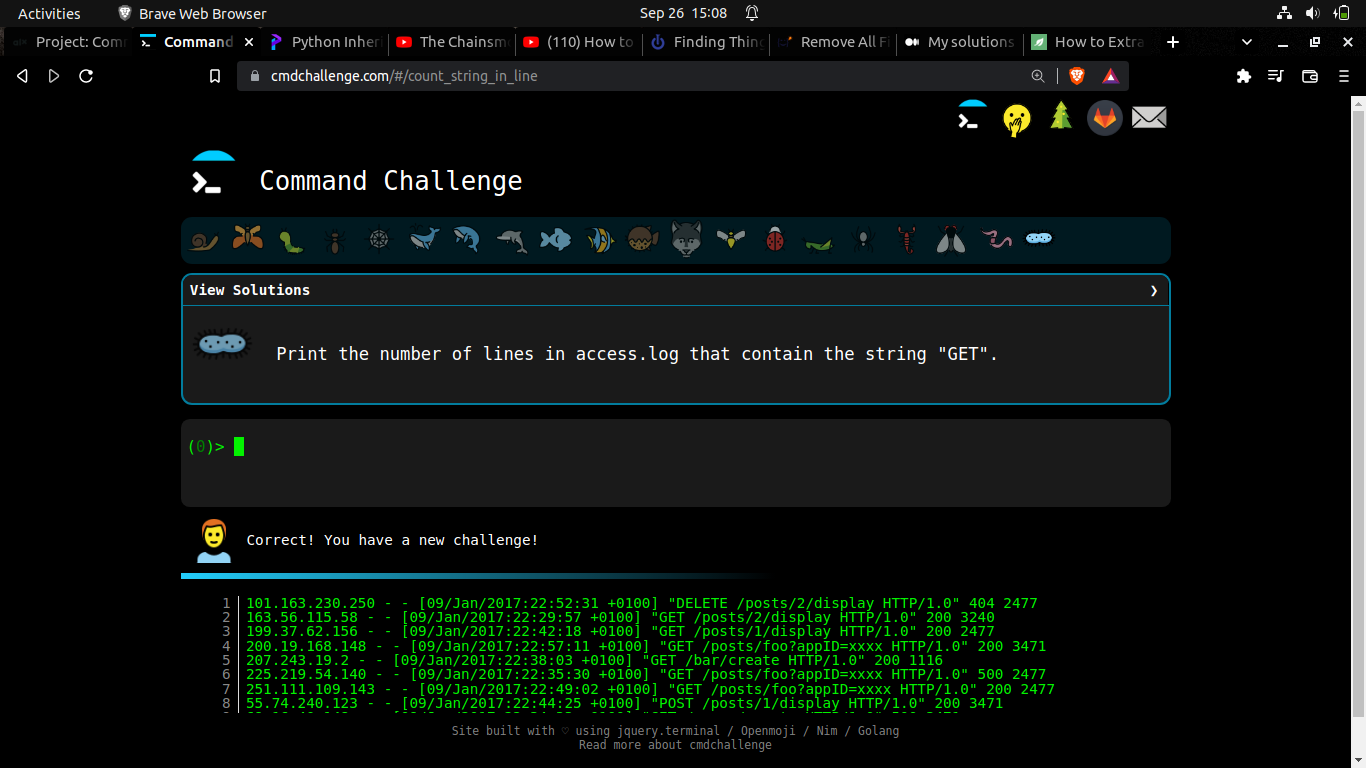 Activities Brave Web Browser Sep 26 15:08
Project: Com Command Python Inheri The Chainsm (110) How to Finding Thing Remove All Fi My solutions How to Extra
cmdchallenge.com/#/count_string_in_line
Command Challenge
View Solutions
Print the number of lines in access.log that contain the string "GET".
(0)>
Correct! You have a new challenge!
1 101.163.230.250 - - [09/Jan/2017:22:52:31 +0100] "DELETE /posts/2/display HTTP/1.0" 404 2477
2 163.56.115.58 - - [09/Jan/2017:22:29:57 +0100] "GET /posts/2/display HTTP/1.0" 200 3240
3 199.37.62.156 - - [09/Jan/2017:22:42:18 +0100] "GET /posts/1/display HTTP/1.0" 200 2477
4 200.19.168.148 - - [09/Jan/2017:22:57:11 +0100] "GET /posts/foo?appID=xxxx HTTP/1.0" 200 3471
5 207.243.19.2 - - [09/Jan/2017:22:38:03 +0100] "GET /bar/create HTTP/1.0" 200 1116
6 225.219.54.140 - - [09/Jan/2017:22:35:30 +0100] "GET /posts/foo?appID=xxxx HTTP/1.0" 500 2477
7 251.111.109.143 - - [09/Jan/2017:22:49:02 +0100] "GET /posts/foo?appID=xxxx HTTP/1.0" 200 2477
8 55.74.240.123 - - [09/Jan/2017:22:44:25 +0100] "POST /posts/1/display HTTP/1.0" 200 3471
Site built with ♡ using jquery.terminal / Openmoji / Nim / Golang
Read more about cmdchallenge